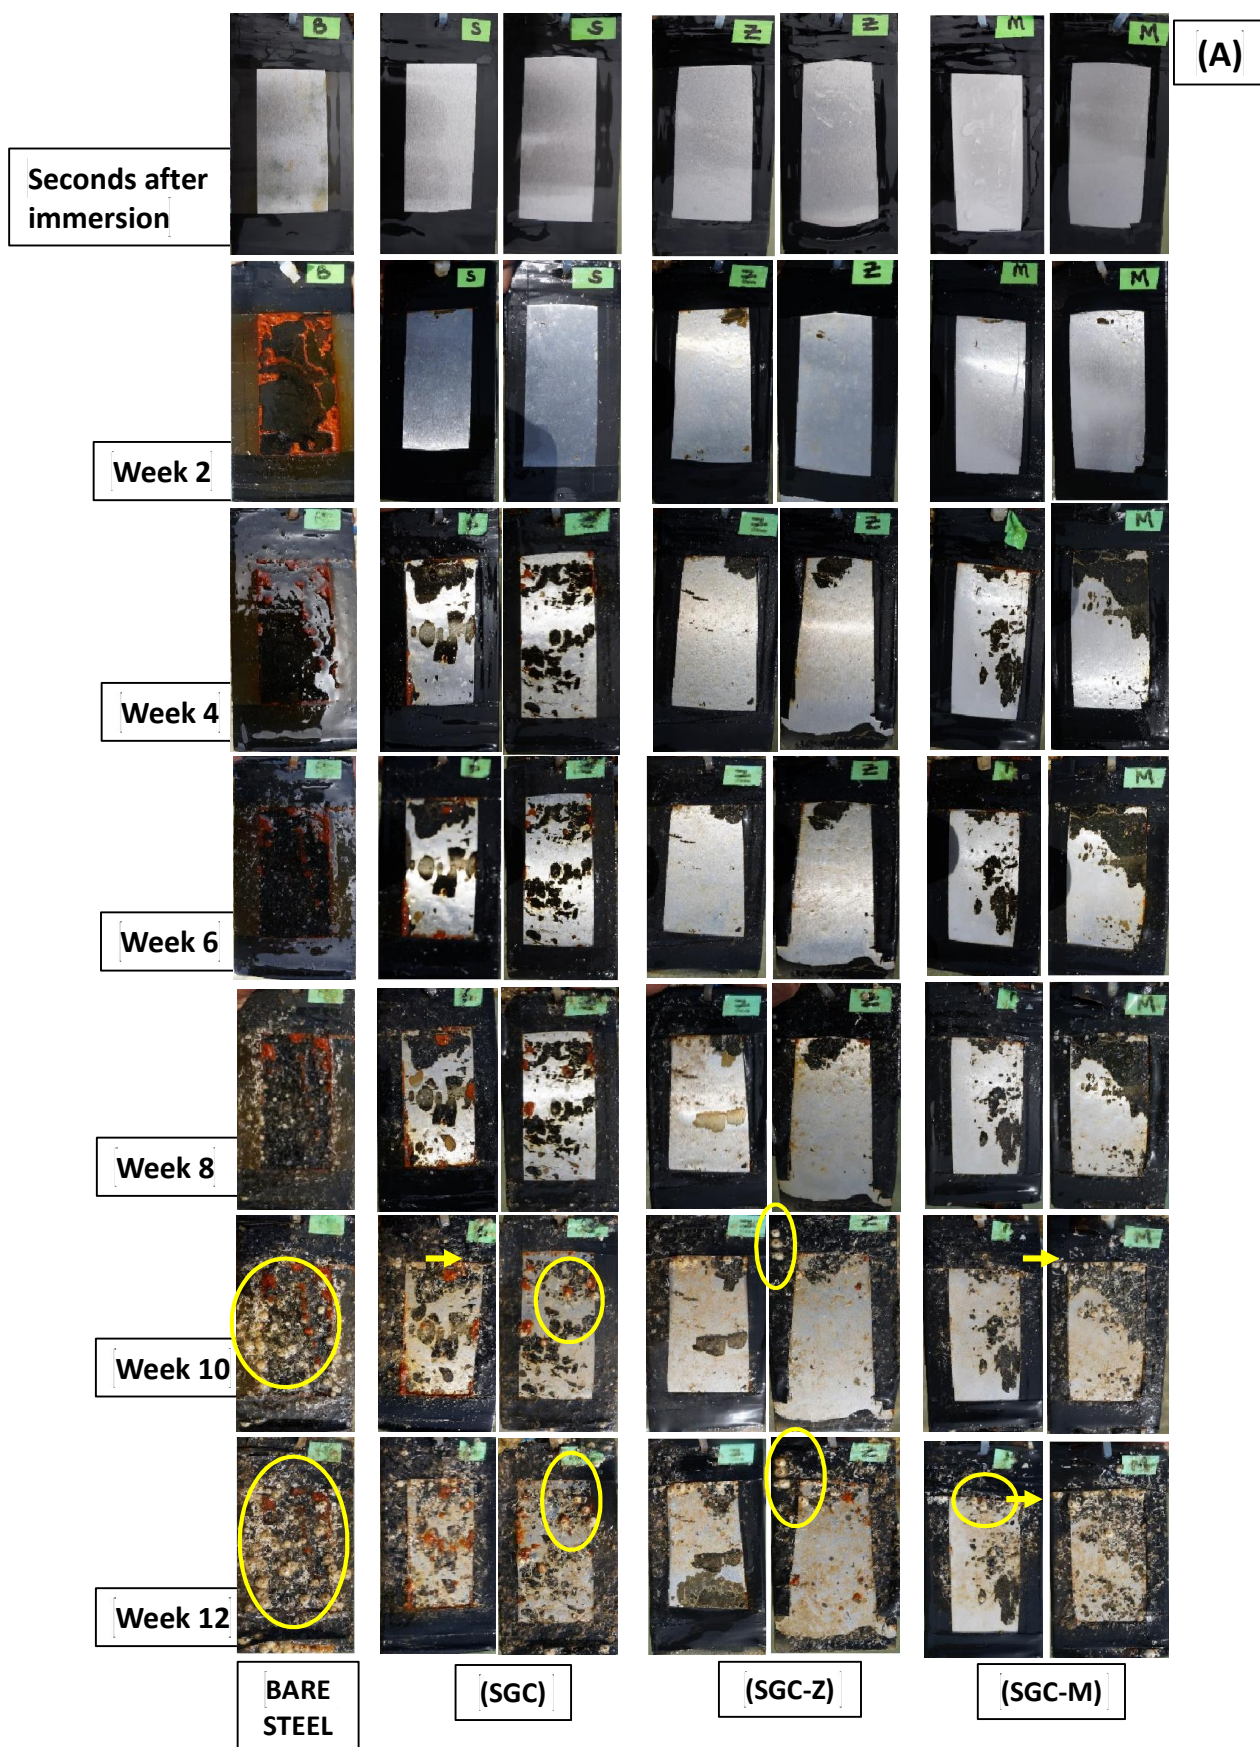 B S S Z Z M M
(A)
Seconds after
immersion
B S S Z Z M M
Week 2
Z Z M
Week 4
Z Z M
Week 6
Z Z M
Week 8
Z Z M
Week 10
Week 12
BARE
STEEL
(SGC)
(SGC-Z)
(SGC-M)